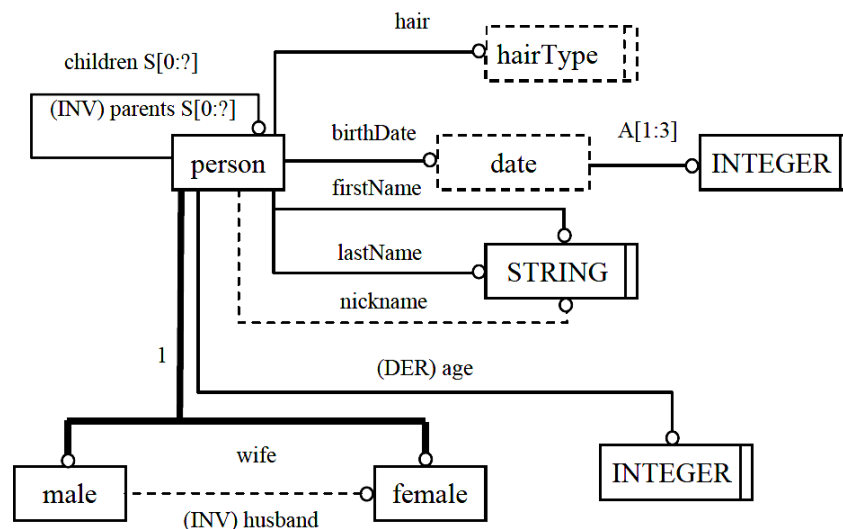 hair
hairType
children S[0:?]
(INV) parents S[0:?]
person
birthDate
date
A[1:3]
INTEGER
firstName
lastName
STRING
nickname
1
(DER) age
INTEGER
male
wife
(INV) husband
female